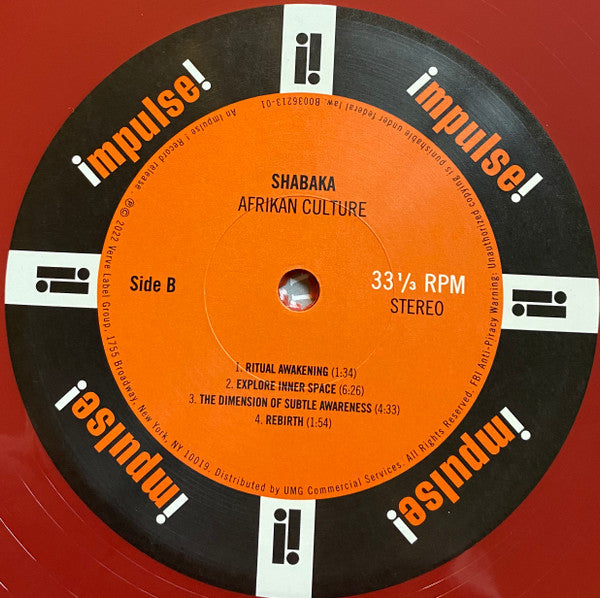 impulse!
impulse!
SHABAKA
AFRIKAN CULTURE
Side B
33 ⅓ RPM
STEREO
1. RITUAL AWAKENING (1:34)
2. EXPLORE INNER SPACE (6:26)
3. THE DIMENSION OF SUBTLE AWARENESS (4:33)
4. REBIRTH (1:54)
An Impulse! Record release.
℗© 2022 Verve Label Group, 1755 Broadway, New York, NY 10019. Distributed by UMG Commercial Services. All Rights Reserved. FBI Anti-Piracy Warning: Unauthorized copying is punishable under federal law. B0036213-01
impulse!
impulse!